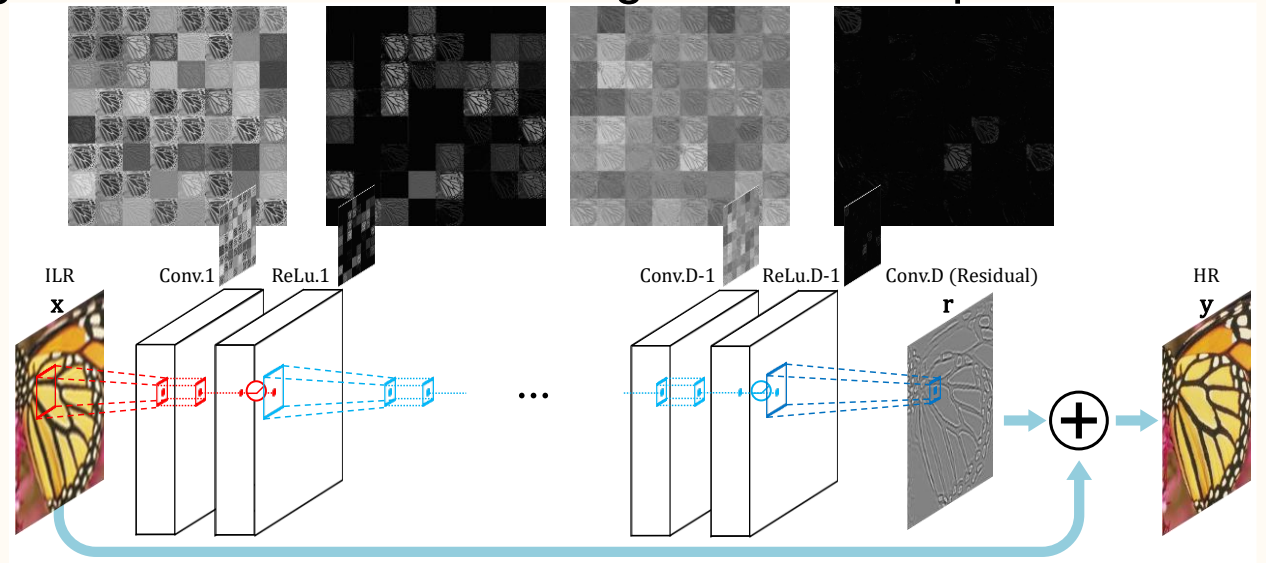 ILR
x
Conv.1
ReLu.1
...
Conv.D-1
ReLU.D-1
Conv.D (Residual)
r
HR
y